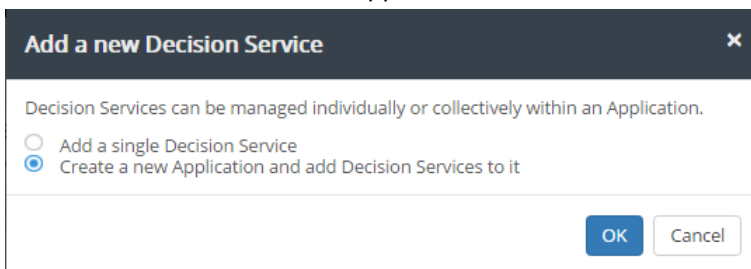 Add a new Decision Service ×
Decision Services can be managed individually or collectively within an Application.
Add a single Decision Service
Create a new Application and add Decision Services to it
OK Cancel